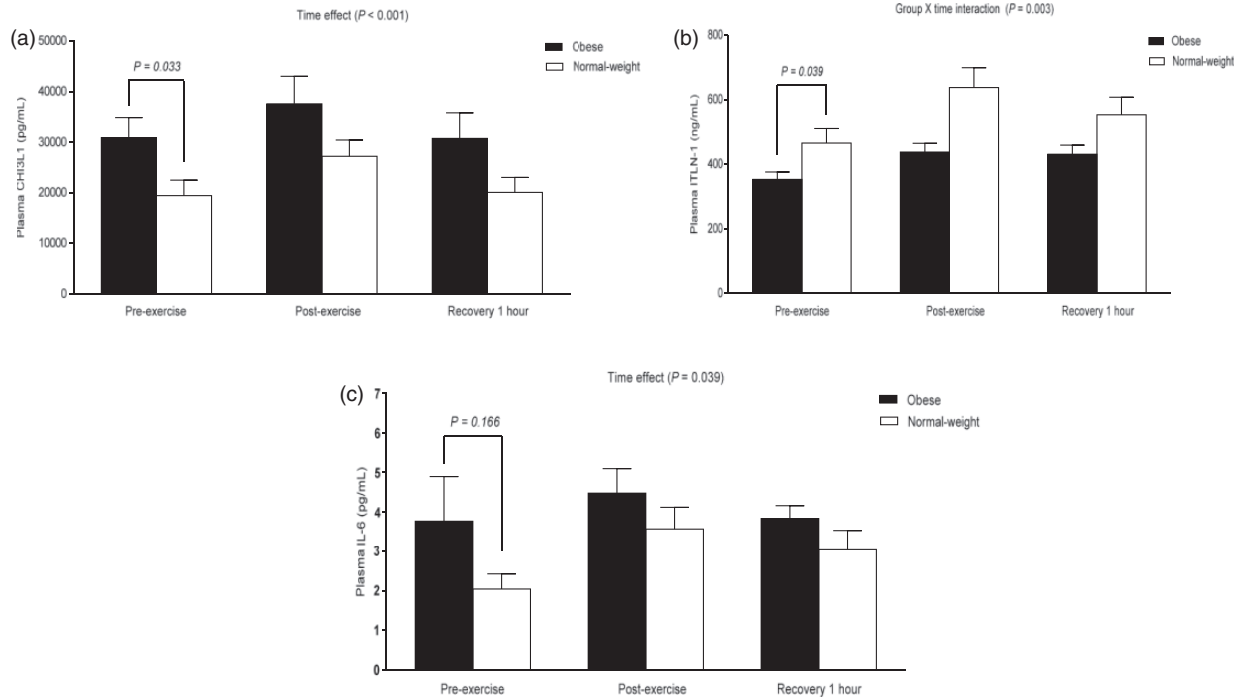 Time effect (P < 0.001)
(a)
50000
40000
30000
20000
10000
0
Plasma CHI3L1 (pg/mL)
P = 0.033
Obese
Normal-weight
Pre-exercise
Post-exercise
Recovery 1 hour
Group X time interaction (P = 0.003)
(b)
800
600
400
200
0
Plasma ITLN-1 (ng/mL)
P = 0.039
Obese
Normal-weight
Pre-exercise
Post-exercise
Recovery 1 hour
Time effect (P = 0.039)
(c)
7
6
5
4
3
2
1
0
Plasma IL-6 (pg/mL)
P = 0.166
Obese
Normal-weight
Pre-exercise
Post-exercise
Recovery 1 hour